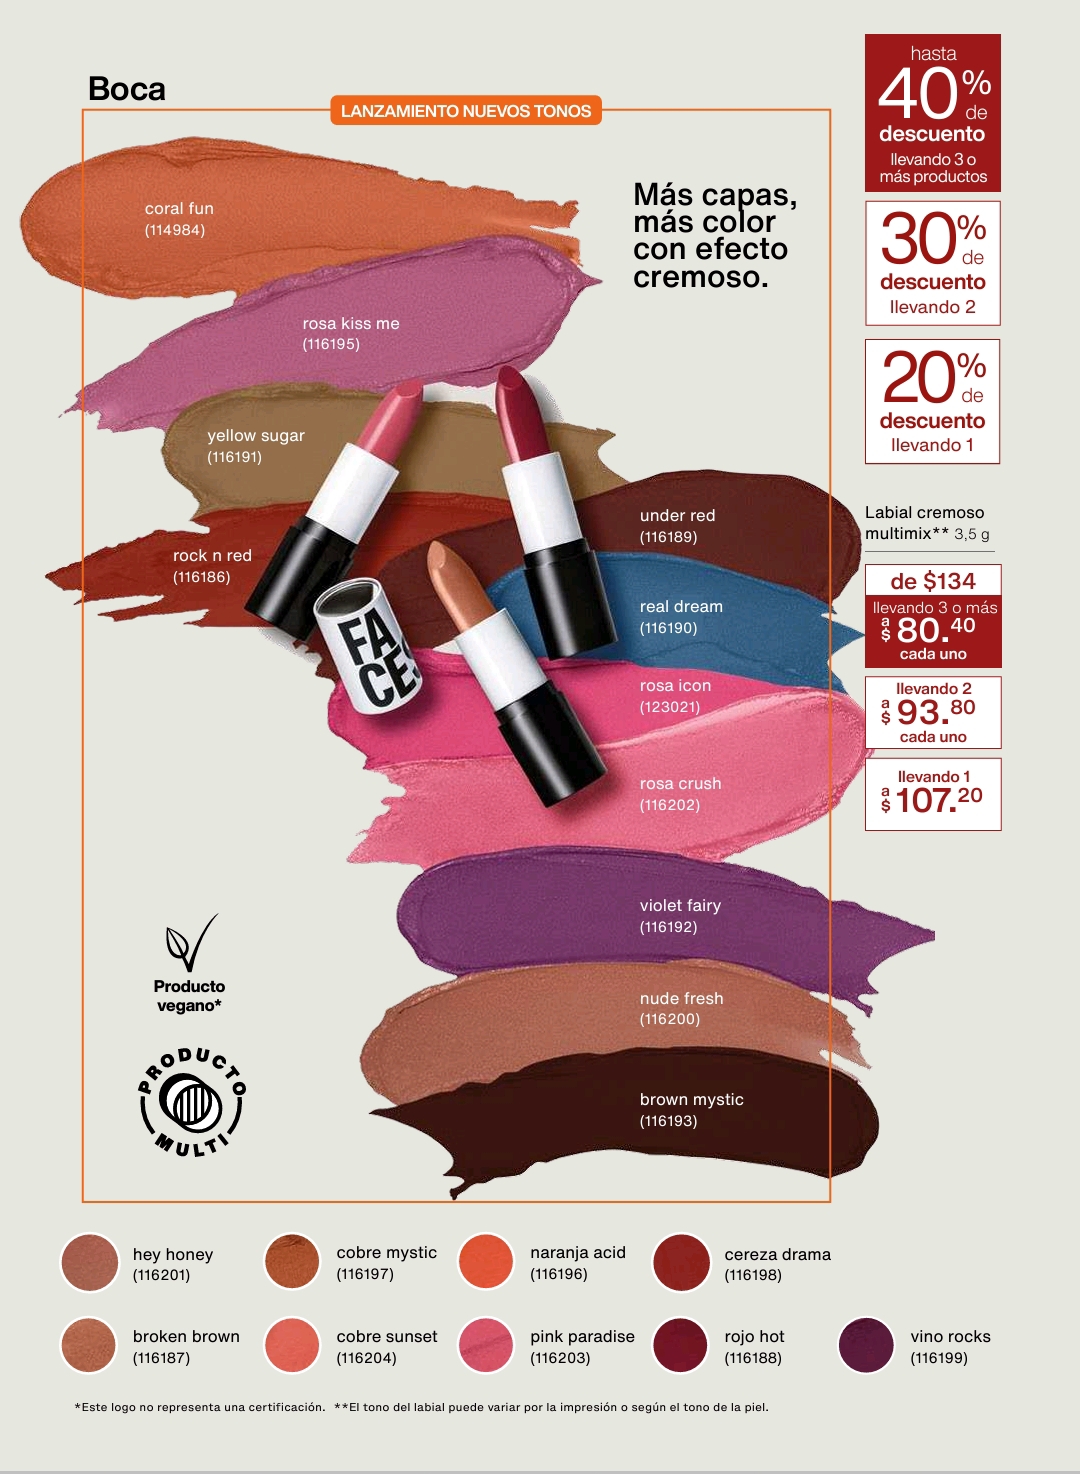 Boca
LANZAMIENTO NUEVOS TONOS
hasta
40%
de
descuento
llevando 3 o
más productos
30%
de
descuento
llevando 2
20%
de
descuento
llevando 1
Más capas,
más color
con efecto
cremoso.
coral fun
(114984)
rosa kiss me
(116195)
yellow sugar
(116191)
rock n red
(116186)
under red
(116189)
real dream
(116190)
rosa icon
(123021)
rosa crush
(116202)
violet fairy
(116192)
nude fresh
(116200)
brown mystic
(116193)
FA
CES
Labial cremoso
multimix** 3,5 g
de $134
llevando 3 o más
a $ 80.40
cada uno
llevando 2
a $ 93.80
cada uno
llevando 1
a $ 107.20
Producto
vegano*
PRODUCTO
MULTI
hey honey
(116201)
cobre mystic
(116197)
naranja acid
(116196)
cereza drama
(116198)
broken brown
(116187)
cobre sunset
(116204)
pink paradise
(116203)
rojo hot
(116188)
vino rocks
(116199)
*Este logo no representa una certificación. **El tono del labial puede variar por la impresión o según el tono de la piel.